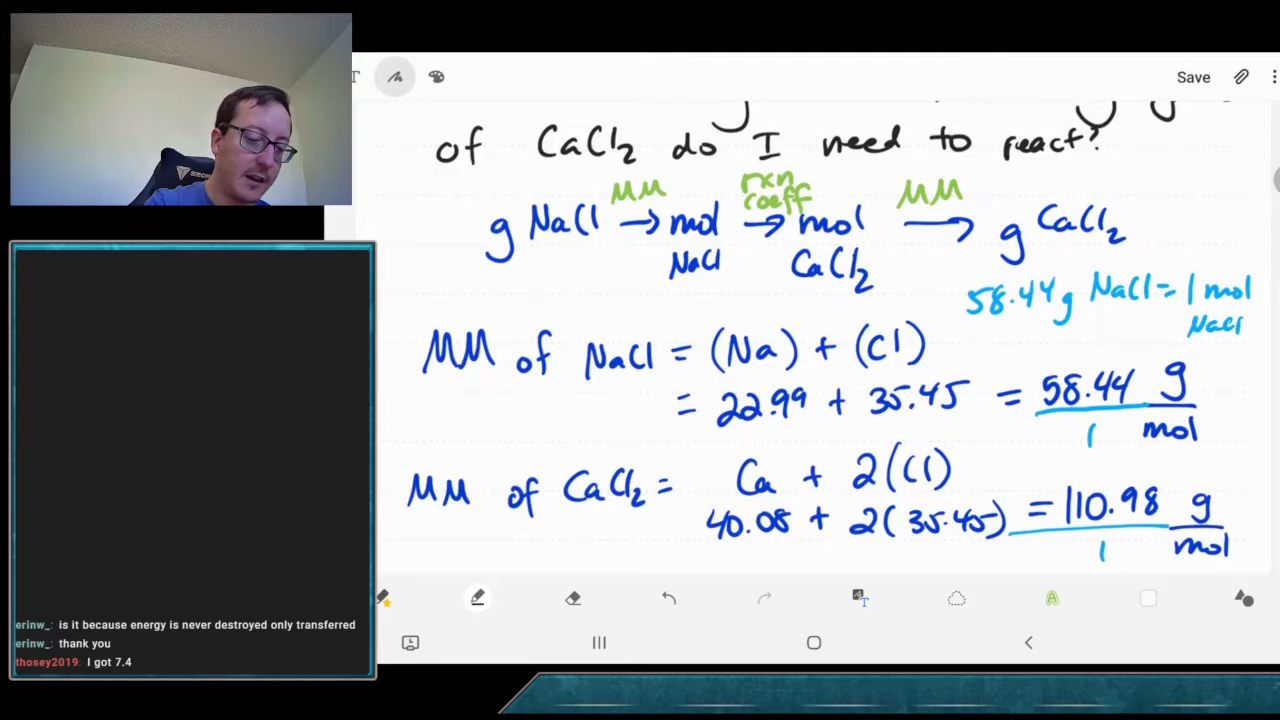 Save
of CaCl2 do I need to react?
MM rxn coeff MM
g NaCl → mol → mol → g CaCl2
NaCl CaCl2
58.44 g NaCl = 1 mol
NaCl
MM of NaCl = (Na) + (Cl)
= 22.99 + 35.45 = 58.44 g
1 mol
MM of CaCl2 = Ca + 2(Cl)
40.08 + 2(35.45) = 110.98 g
1 mol
erinw_: is it because energy is never destroyed only transferred
erinw_: thank you
thosey2019: I got 7.4